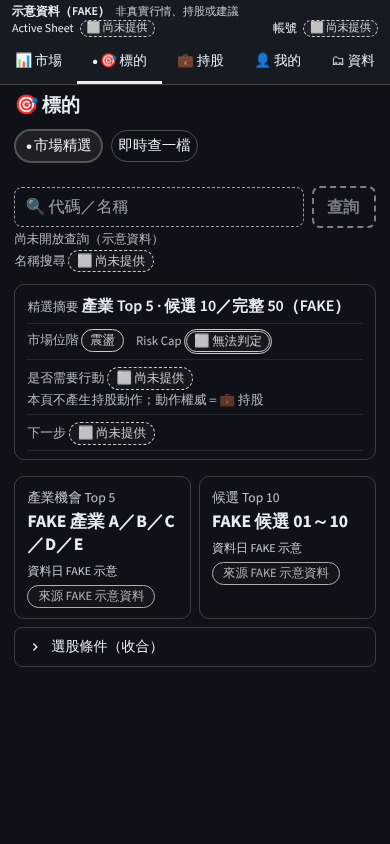 示意資料（FAKE） 非真實行情、持股或建議
Active Sheet 尚未提供 帳號 尚未提供
市場 標的 持股 我的 資料
標的
市場精選 即時查一檔
代碼／名稱 查詢
尚未開放查詢（示意資料）
名稱搜尋 尚未提供
精選摘要 產業 Top 5 · 候選 10／完整 50（FAKE）
市場位階 震盪 Risk Cap 無法判定
是否需要行動 尚未提供
本頁不產生持股動作；動作權威＝ 持股
下一步 尚未提供
產業機會 Top 5
FAKE 產業 A／B／C
／D／E
資料日 FAKE 示意
來源 FAKE 示意資料
候選 Top 10
FAKE 候選 01～10
資料日 FAKE 示意
來源 FAKE 示意資料
選股條件（收合）